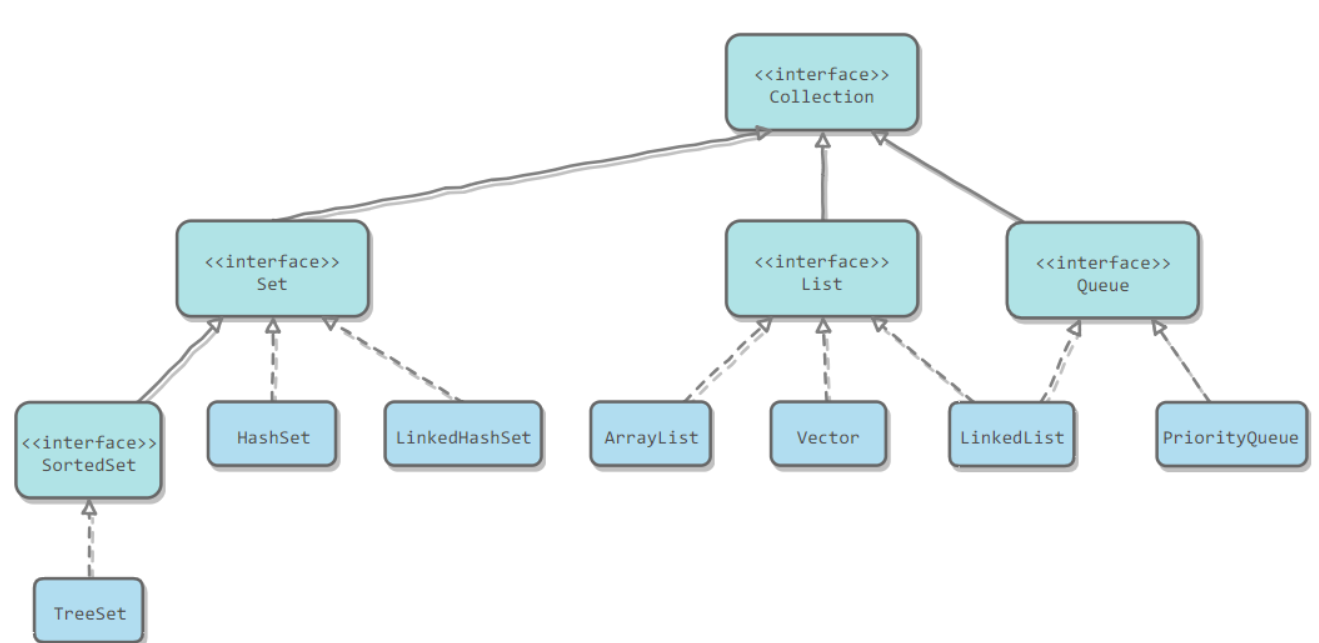 <<interface>>
Collection
<<interface>>
Set
<<interface>>
List
<<interface>>
Queue
<<interface>>
SortedSet
HashSet
LinkedHashSet
ArrayList
Vector
LinkedList
PriorityQueue
TreeSet